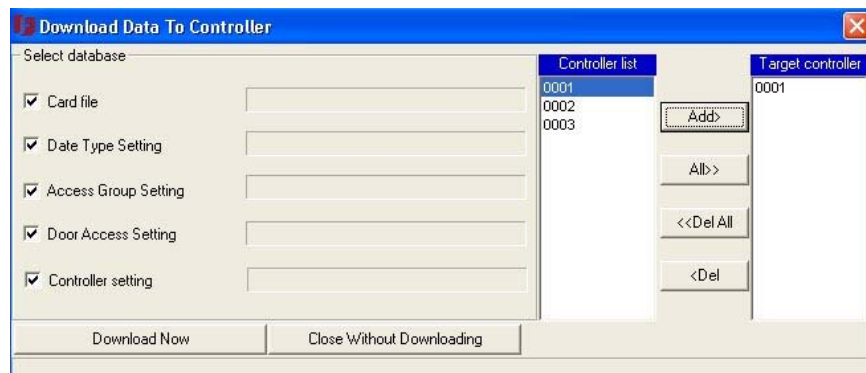 Download Data To Controller
Select database
Card file
Date Type Setting
Access Group Setting
Door Access Setting
Controller setting
Controller list
0001
0002
0003
Add>
All>>
<<Del All
<Del
Target controller
0001
Download Now
Close Without Downloading